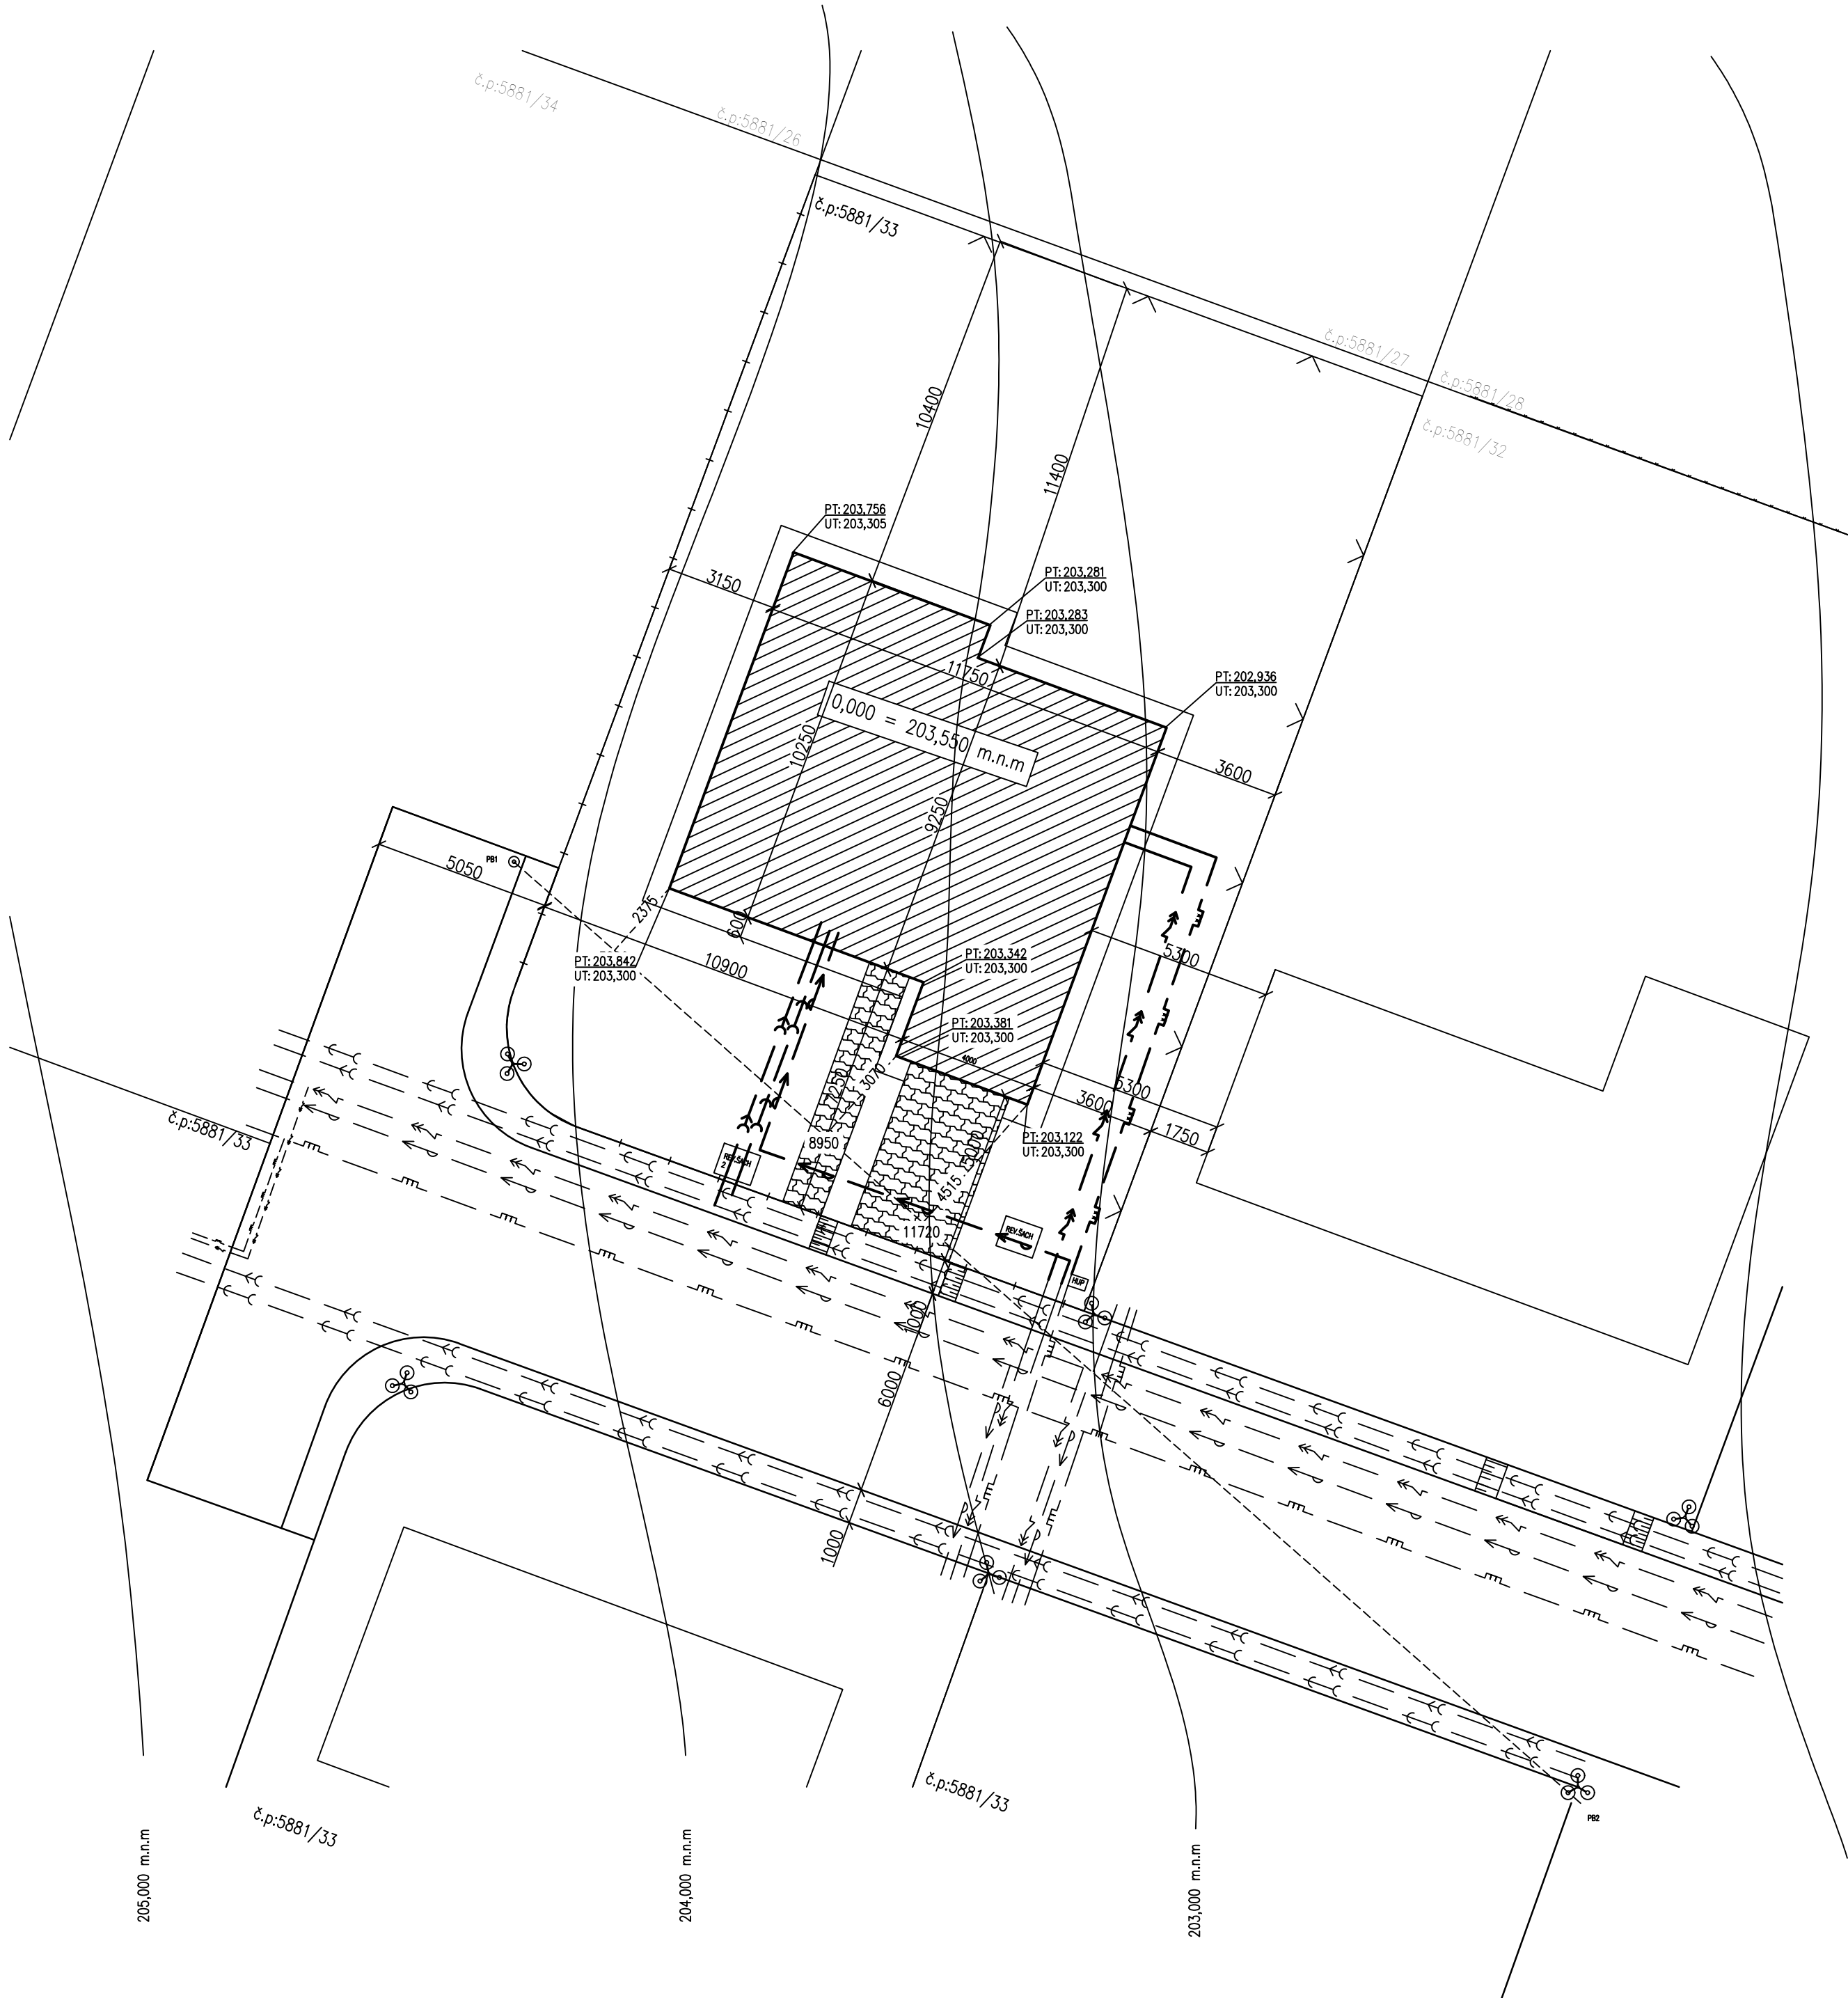 č.p:5881/34
č.p:5881/26
č.p:5881/33
č.p:5881/27
č.p:5881/28
č.p:5881/32
10400
11400
PT: 203,756
UT: 203,305
3150
PT: 203,281
UT: 203,300
PT: 203,283
UT: 203,300
11750
PT: 202,936
UT: 203,300
0,000 = 203,550 m.n.m
10250
3600
9250
PB1
5050
2375
600
PT: 203,842
UT: 203,300
10900
PT: 203,342
UT: 203,300
5300
PT: 203,381
UT: 203,300
4000
7250
3070
5300
3600
1750
č.p:5881/33
8950
PT: 203,122
UT: 203,300
5000
REV.ŠACH
2
4515
11720
REV.ŠACH
HUP
1000
6000
1000
č.p:5881/33
č.p:5881/33
PB2
205,000 m.n.m
204,000 m.n.m
203,000 m.n.m